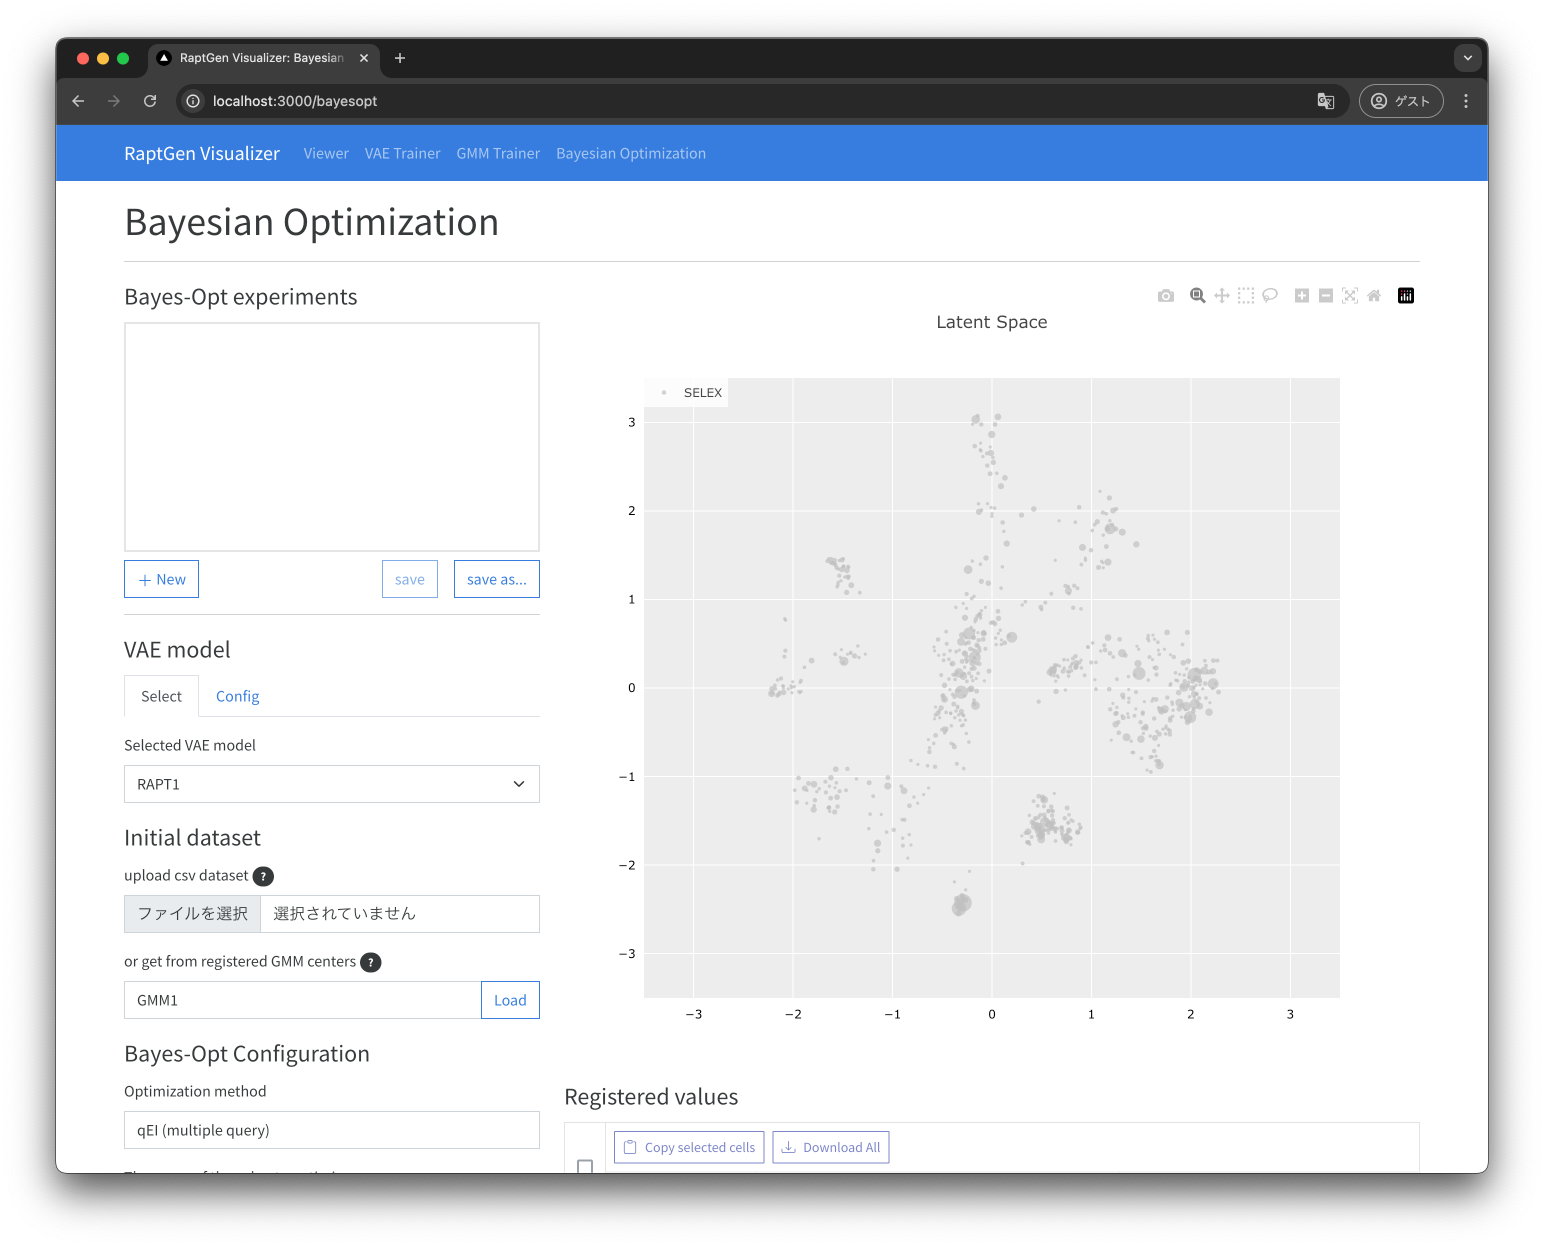 RaptGen Visualizer: Bayesian
localhost:3000/bayesopt
ゲスト
RaptGen Visualizer Viewer VAE Trainer GMM Trainer Bayesian Optimization
Bayesian Optimization
Bayes-Opt experiments
+ New
save
save as...
VAE model
Select
Config
Selected VAE model
RAPT1
Initial dataset
upload csv dataset ?
ファイルを選択 選択されていません
or get from registered GMM centers ?
GMM1
Load
Bayes-Opt Configuration
Optimization method
qEI (multiple query)
Latent Space
SELEX
3
2
1
0
−1
−2
−3
−3 −2 −1 0 1 2 3
Registered values
Copy selected cells
Download All